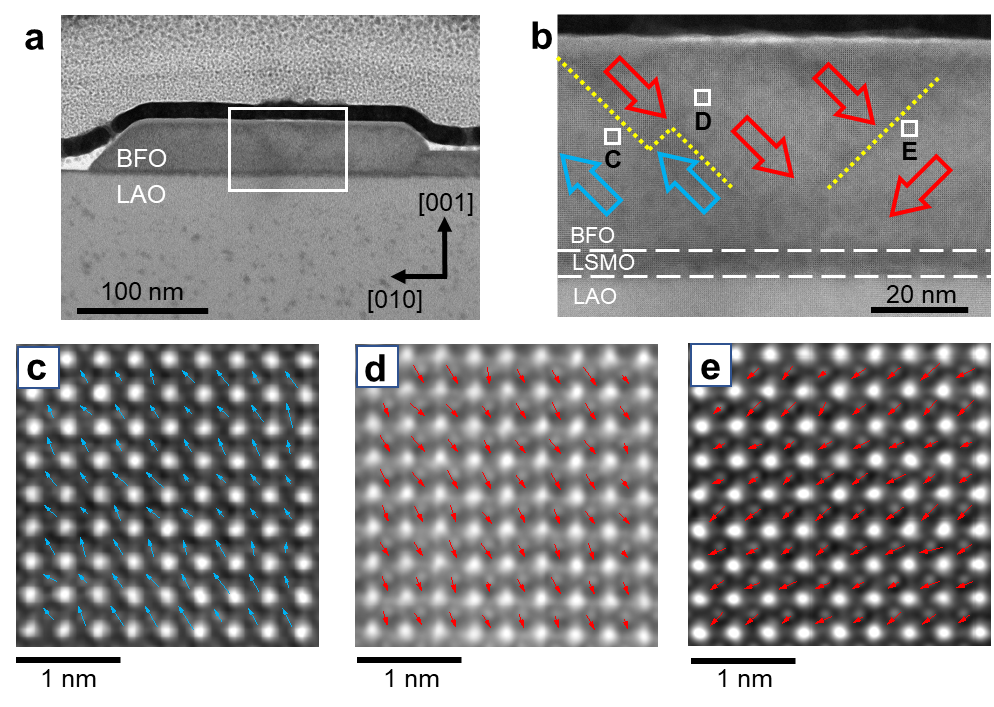 a
BFO
LAO
[001]
[010]
100 nm
b
C
D
E
BFO
LSMO
LAO
20 nm
c
d
e
1 nm
1 nm
1 nm